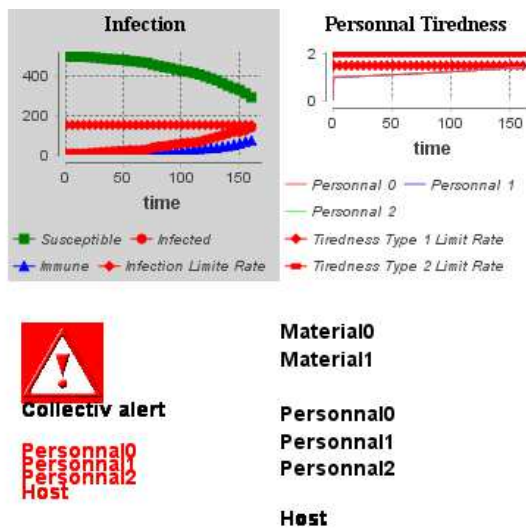 Infection
400
200
0
0 50 100 150
time
Susceptible Infected
Immune Infection Limite Rate
Personnal Tiredness
2
0
0 50 100 150
time
Personnal 0 Personnal 1
Personnal 2
Tiredness Type 1 Limit Rate
Tiredness Type 2 Limit Rate
!
Collectiv alert
Personnal0
Personnal1
Personnal2
Host
Material0
Material1
Personnal0
Personnal1
Personnal2
Host